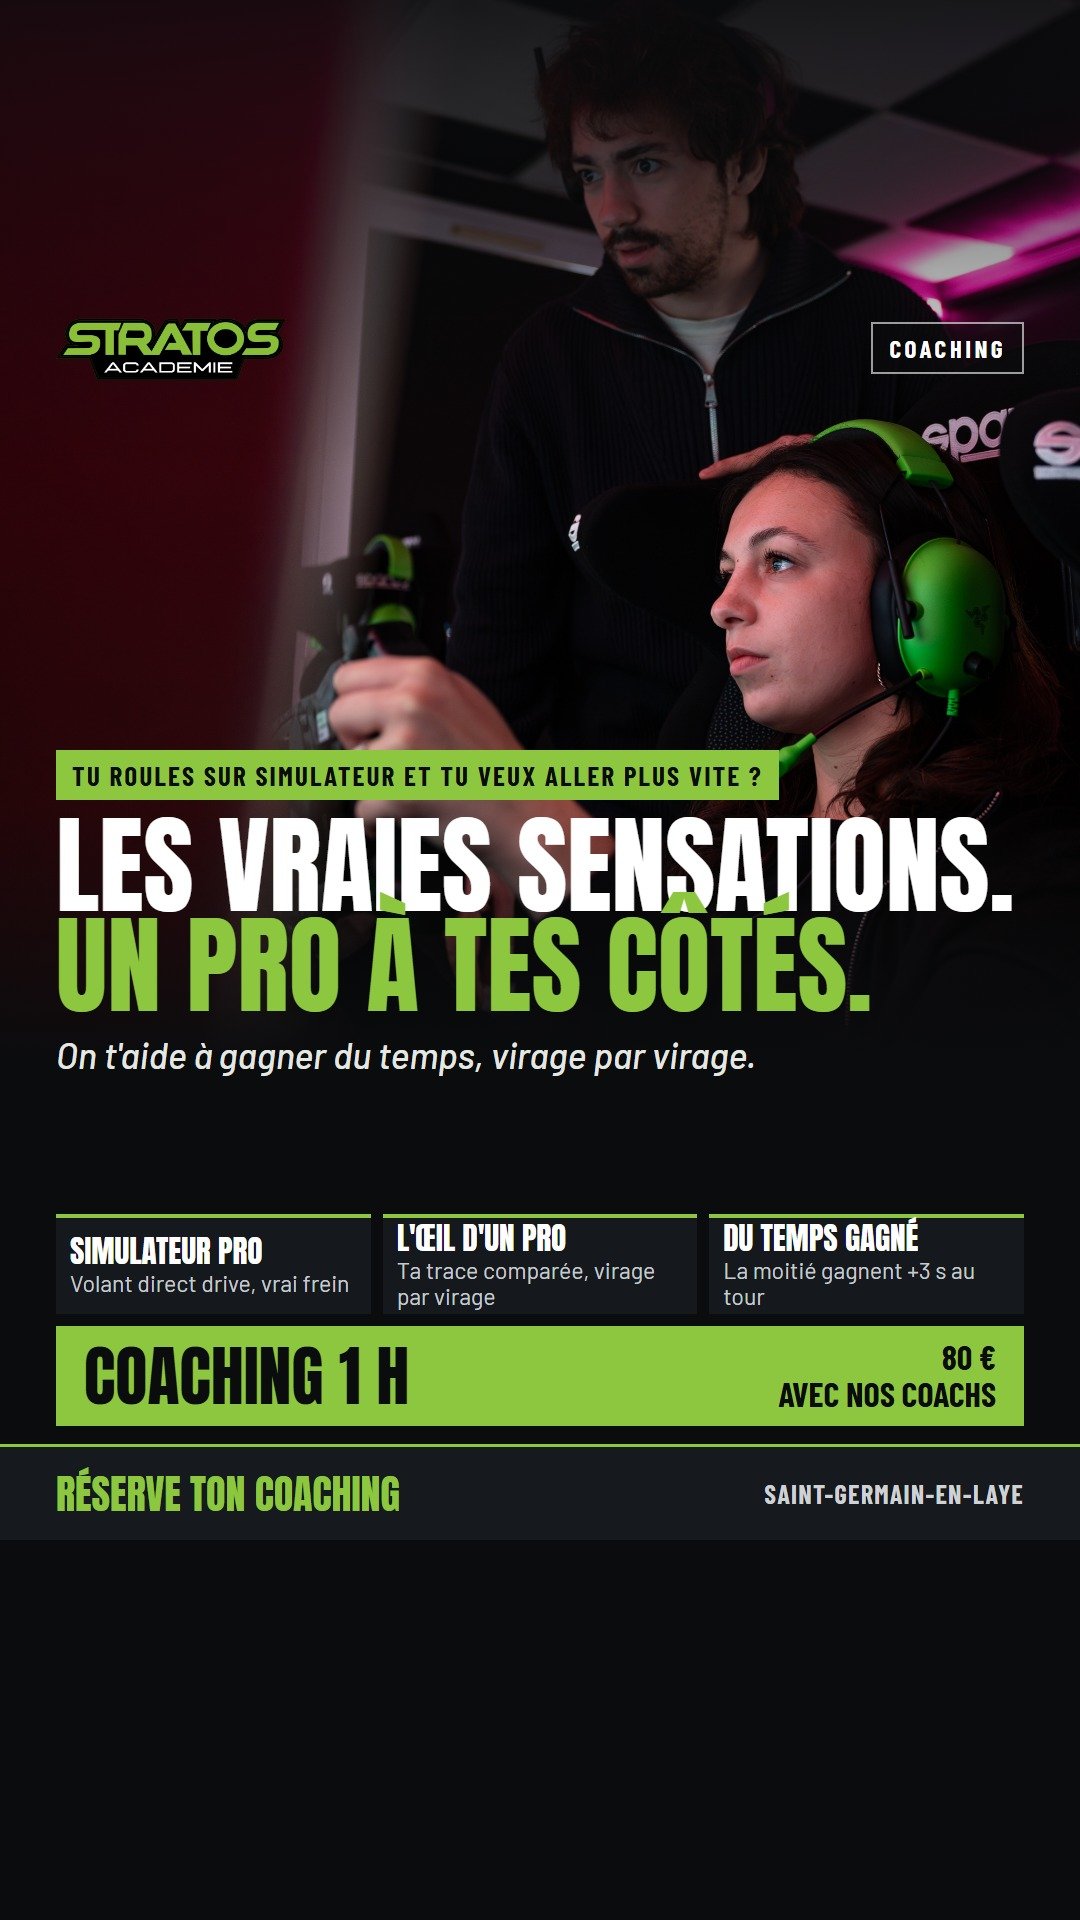 STRATOS
ACADEMIE
COACHING
spa
TU ROULES SUR SIMULATEUR ET TU VEUX ALLER PLUS VITE ?
LES VRAIES SENSATIONS.
UN PRO À TES CÔTÉS.
On t'aide à gagner du temps, virage par virage.
SIMULATEUR PRO
Volant direct drive, vrai frein
L'ŒIL D'UN PRO
Ta trace comparée, virage
par virage
DU TEMPS GAGNÉ
La moitié gagnent +3 s au
tour
COACHING 1 H
80 €
AVEC NOS COACHS
RÉSERVE TON COACHING
SAINT-GERMAIN-EN-LAYE